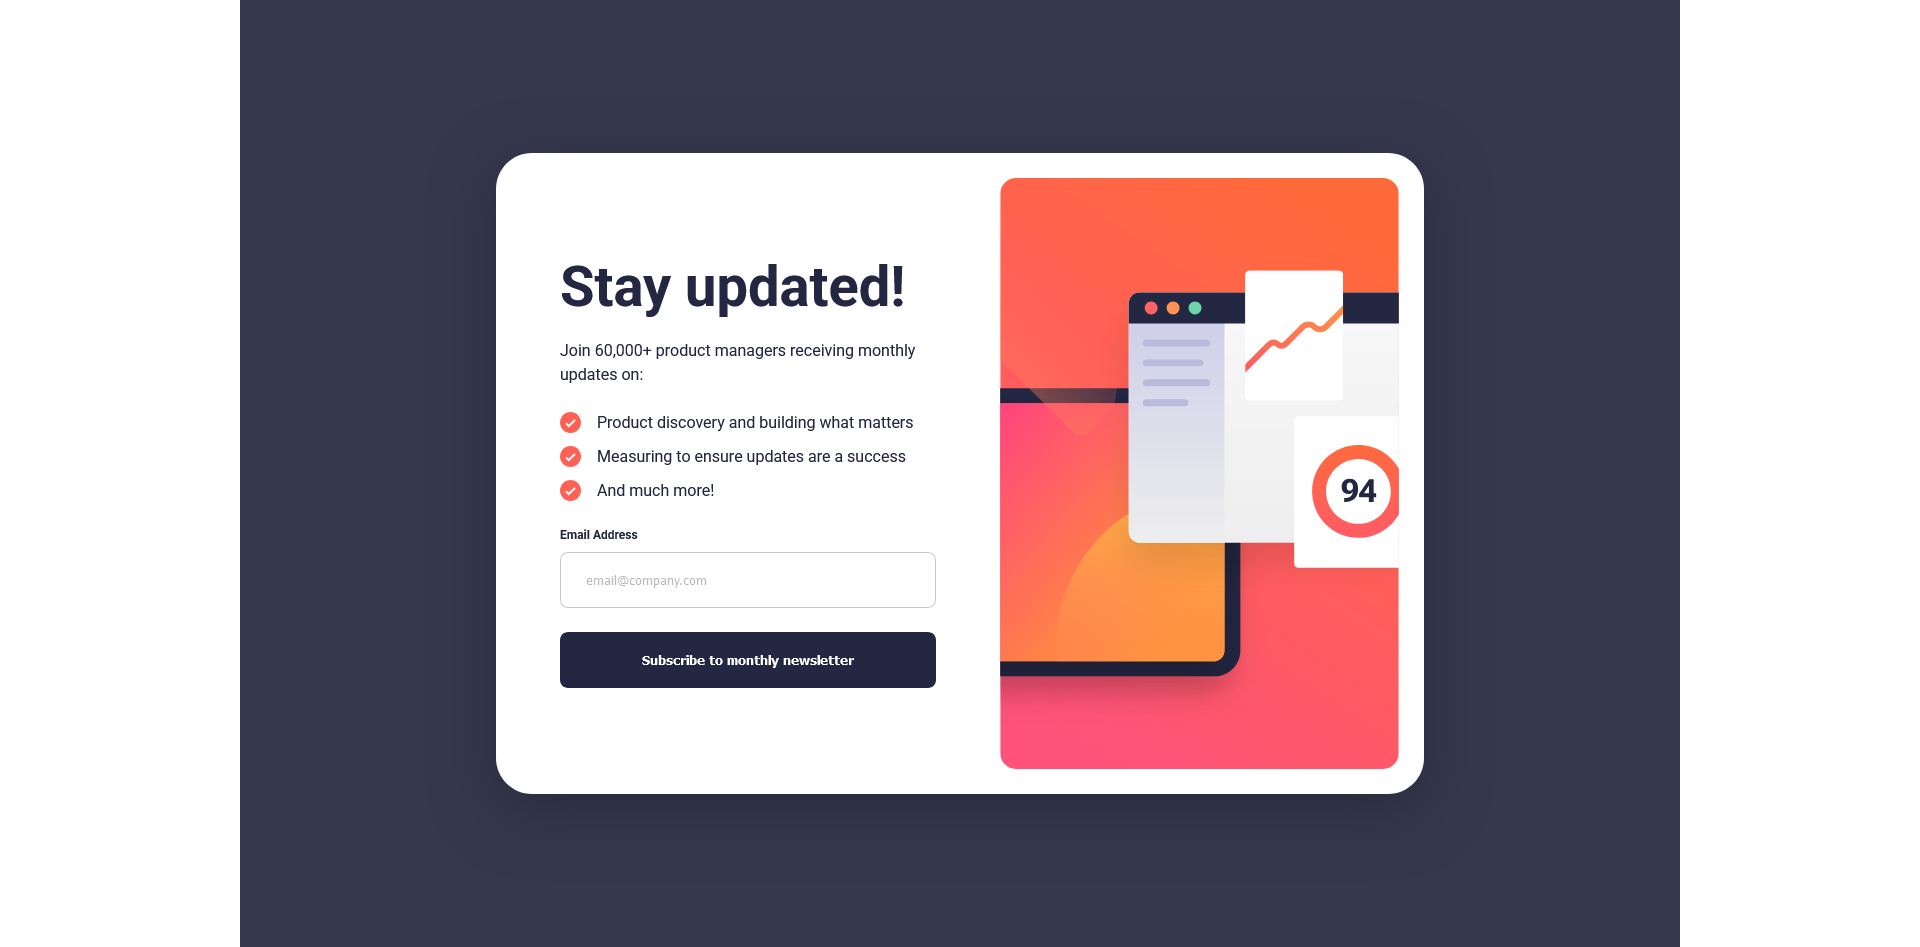 Stay updated!
Join 60,000+ product managers receiving monthly
updates on:
Product discovery and building what matters
Measuring to ensure updates are a success
And much more!
Email Address
email@company.com
Subscribe to monthly newsletter
94